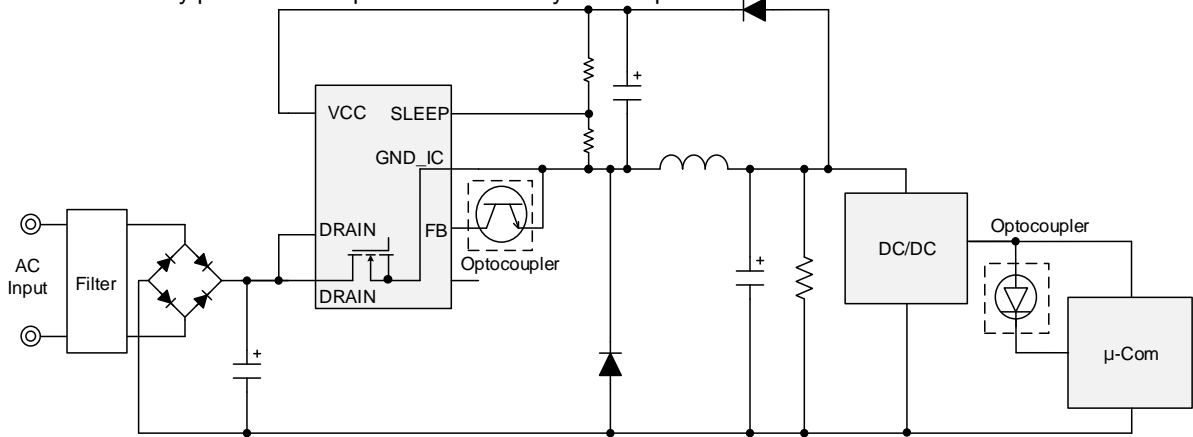 VCC
SLEEP
GND_IC
DRAIN
FB
Optocoupler
DRAIN
AC
Input
Filter
DC/DC
Optocoupler
μ-Com
+
+
+